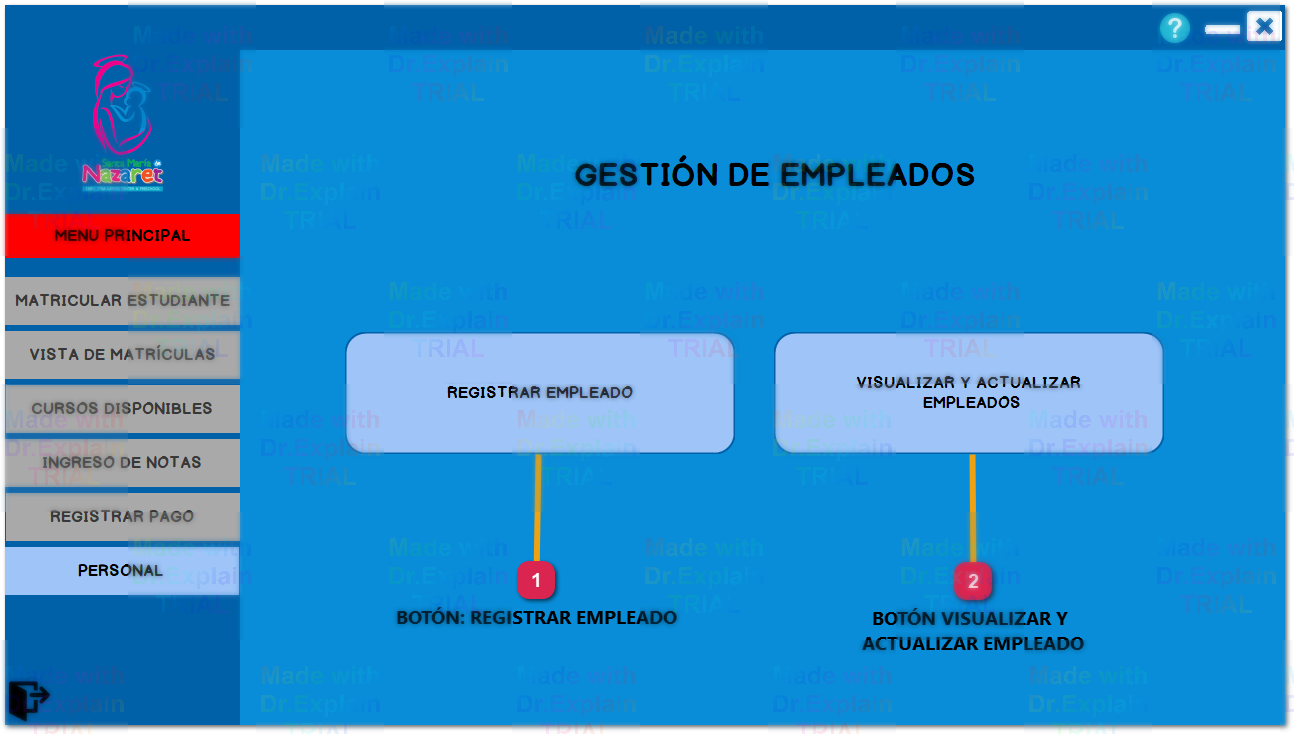 ?
Santa María de
Nazaret
GESTIÓN DE EMPLEADOS
MENU PRINCIPAL
MATRICULAR ESTUDIANTE
VISTA DE MATRÍCULAS
CURSOS DISPONIBLES
INGRESO DE NOTAS
REGISTRAR PAGO
PERSONAL
REGISTRAR EMPLEADO
VISUALIZAR Y ACTUALIZAR
EMPLEADOS
1
BOTÓN: REGISTRAR EMPLEADO
2
BOTÓN VISUALIZAR Y
ACTUALIZAR EMPLEADO
Made with
Dr.Explain
TRIAL